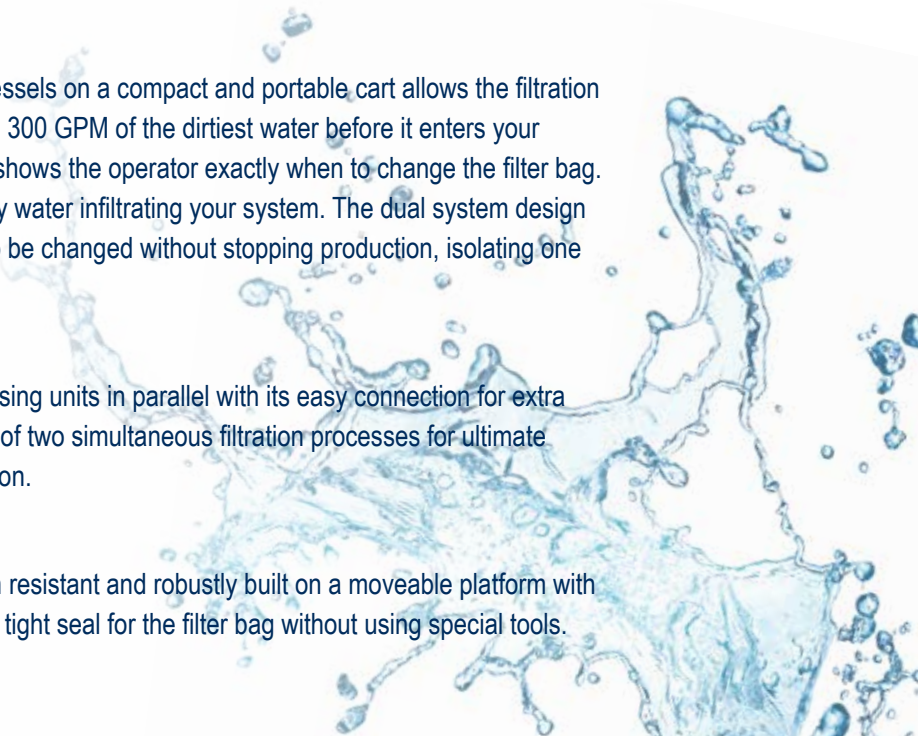 ssels on a compact and portable cart allows the filtration
300 GPM of the dirtiest water before it enters your
shows the operator exactly when to change the filter bag.
y water infiltrating your system. The dual system design
be changed without stopping production, isolating one
sing units in parallel with its easy connection for extra
of two simultaneous filtration processes for ultimate
on.
resistant and robustly built on a moveable platform with
tight seal for the filter bag without using special tools.